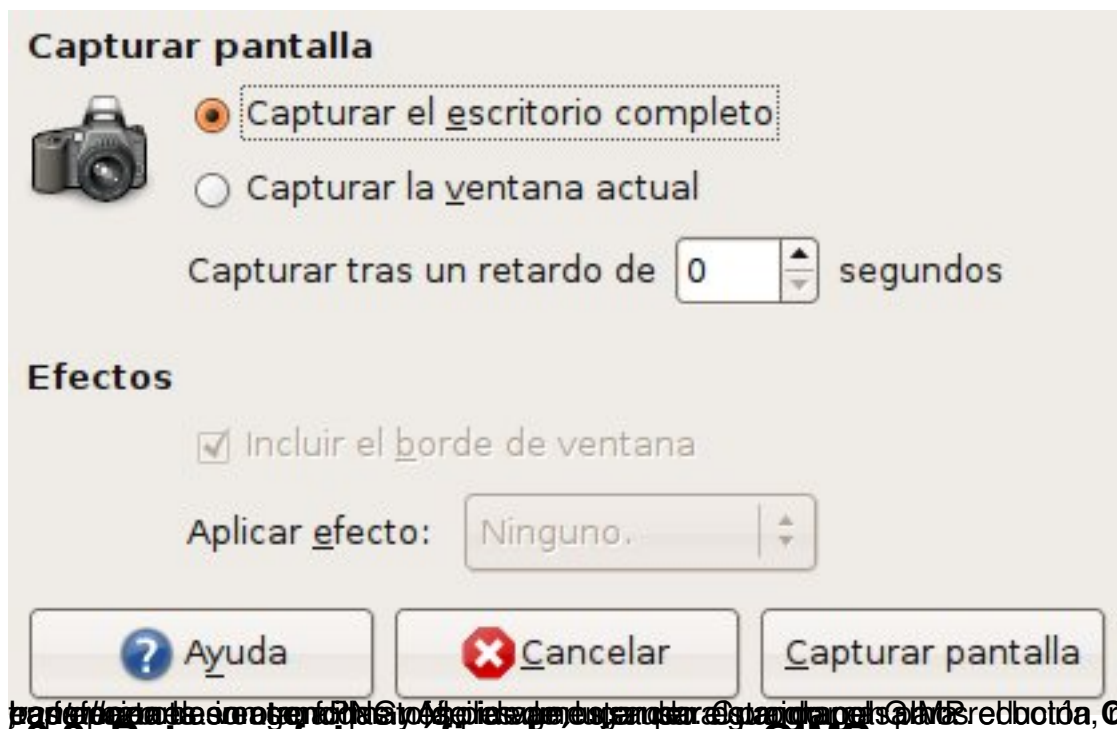 Capturar pantalla
Capturar el escritorio completo
Capturar la ventana actual
Capturar tras un retardo de 0 segundos
Efectos
Incluir el borde de ventana
Aplicar efecto: Ninguno.
Ayuda Cancelar Capturar pantalla